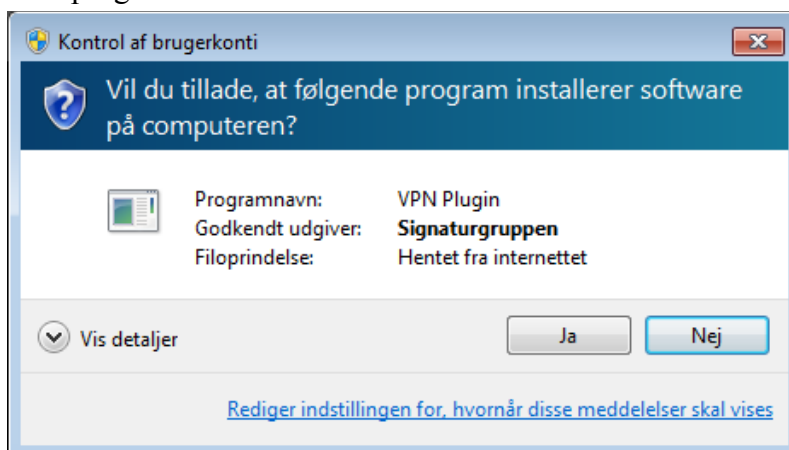 Kontrol af brugerkonti
Vil du tillade, at følgende program installerer software
på computeren?
Programnavn: VPN Plugin
Godkendt udgiver: Signaturgruppen
Filoprindelse: Hentet fra internettet
Vis detaljer Ja Nej
Rediger indstillingen for, hvornår disse meddelelser skal vises